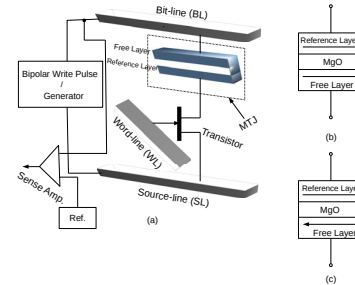 Bit-line (BL)
Free Layer
Reference Layer
Bipolar Write Pulse
/
Generator
Word-line (WL)
Transistor
MTJ
Sense Amp.
Source-line (SL)
Ref.
(a)
Reference Laye
MgO
Free Layer
(b)
Reference Laye
MgO
Free Layer
(c)